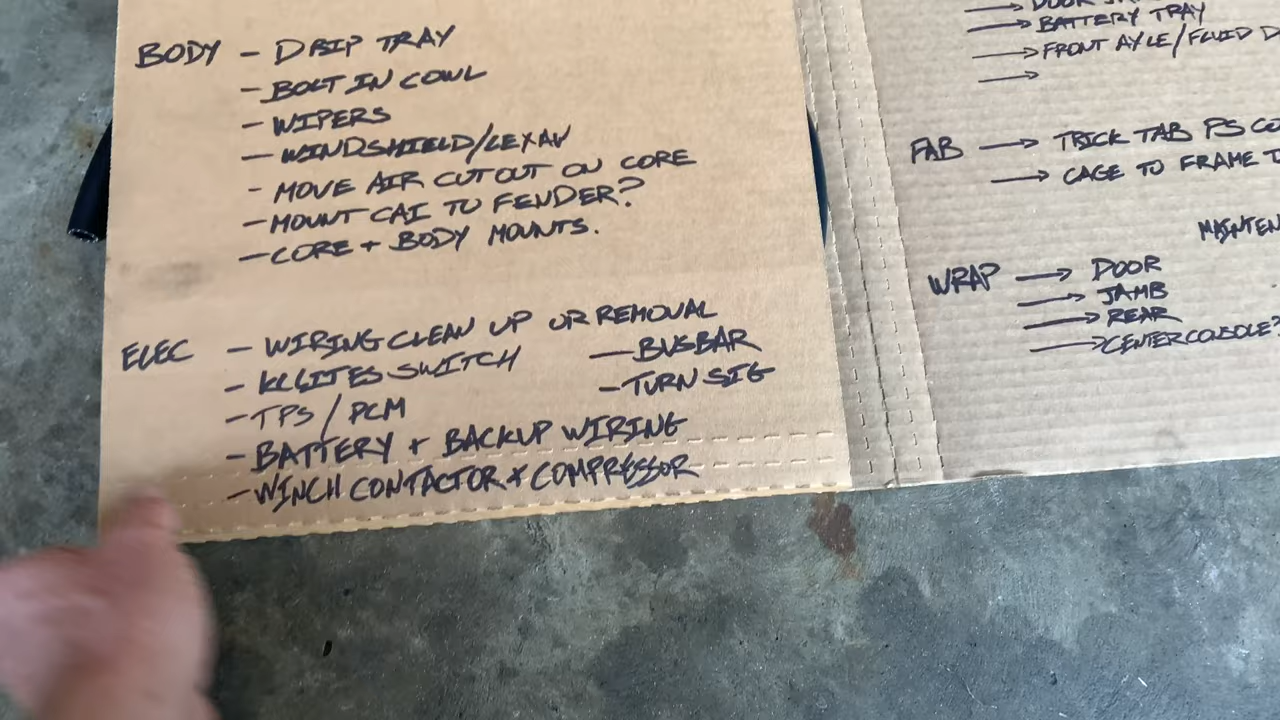 BODY - DRIP TRAY
- BOLT IN COWL
- WIPERS
- WINDSHIELD/LEXAN
- MOVE AIR CUTOUT ON CORE
- MOUNT CAI TO FENDER?
- CORE + BODY MOUNTS.
ELEC - WIRING CLEAN UP OR REMOVAL
- KC LITES SWITCH - BUSBAR
- TPS / PCM - TURN SIG
- BATTERY + BACKUP WIRING
- WINCH CONTACTOR + COMPRESSOR
→ DOOR
→ BATTERY TRAY
→ FRONT AXLE/FLUID
→
FAB → TRICK TAB PS
→ CAGE TO FRAME
WRAP → DOOR
→ JAMB
→ REAR
→ CENTER CONSOLE?